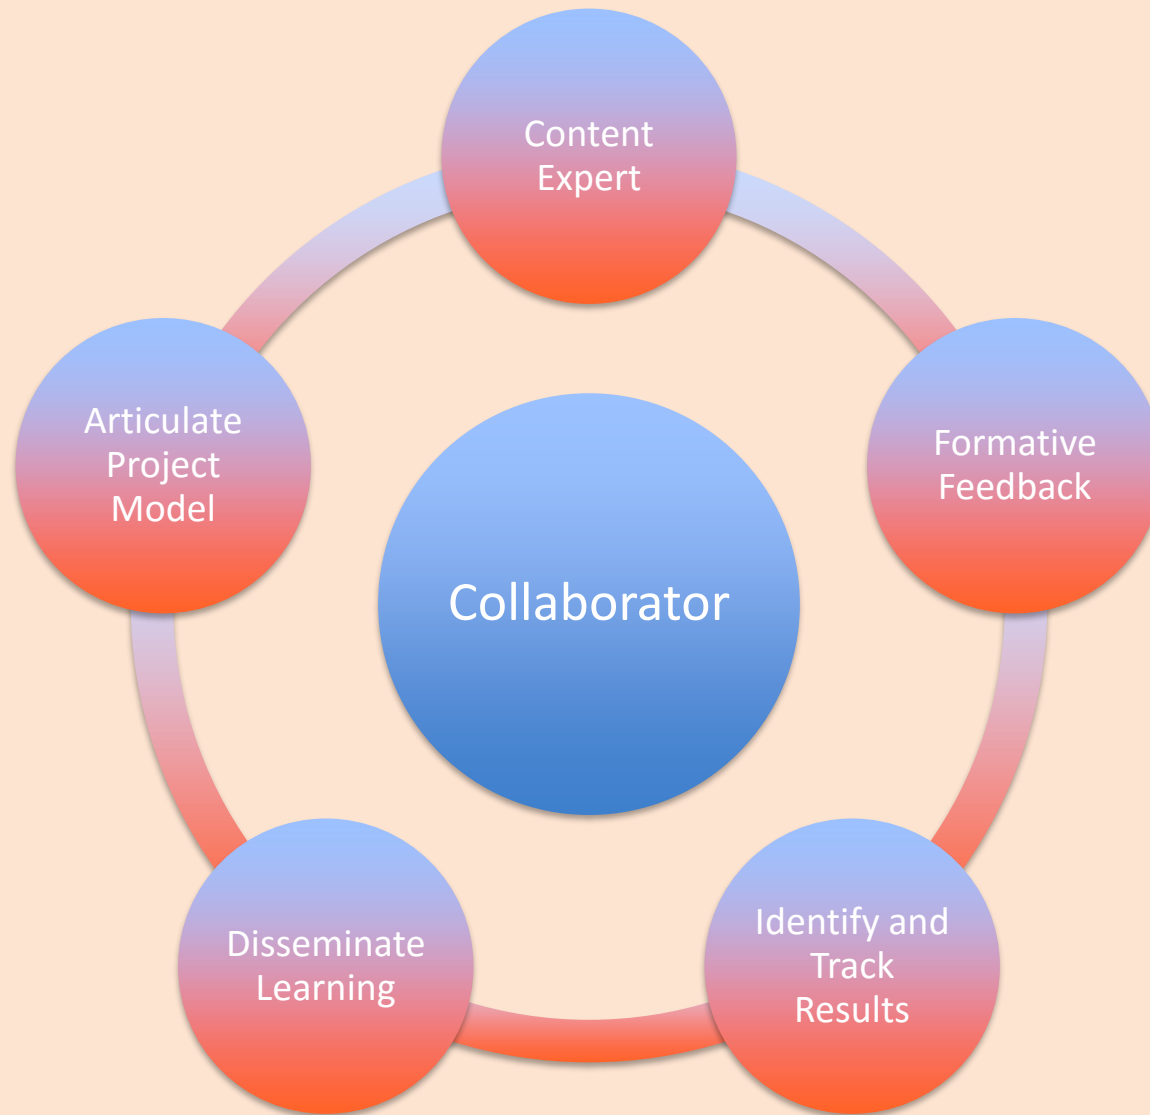 Content
Expert
Articulate
Project
Model
Formative
Feedback
Collaborator
Disseminate
Learning
Identify and
Track
Results